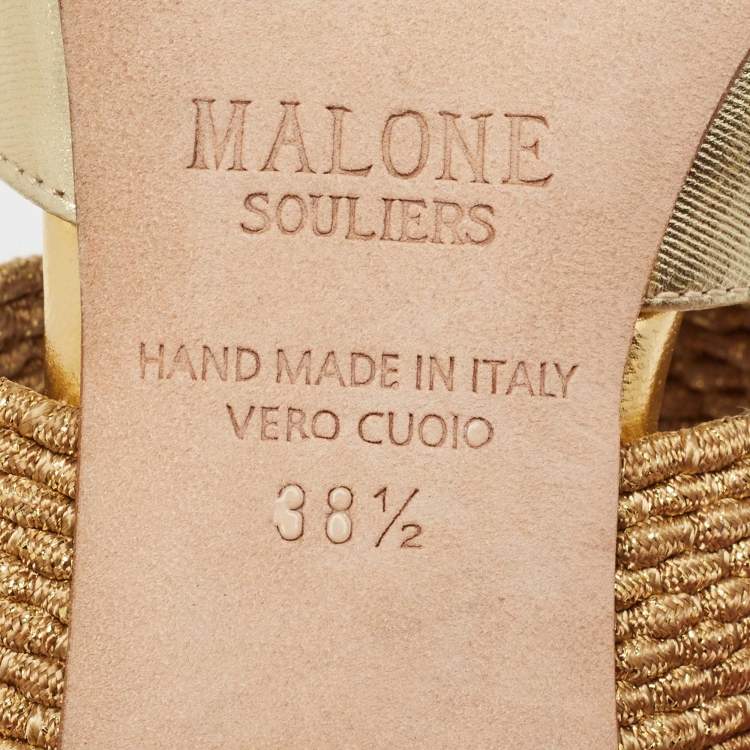 MALONE
SOULIERS
HAND MADE IN ITALY
VERO CUOIO
38½